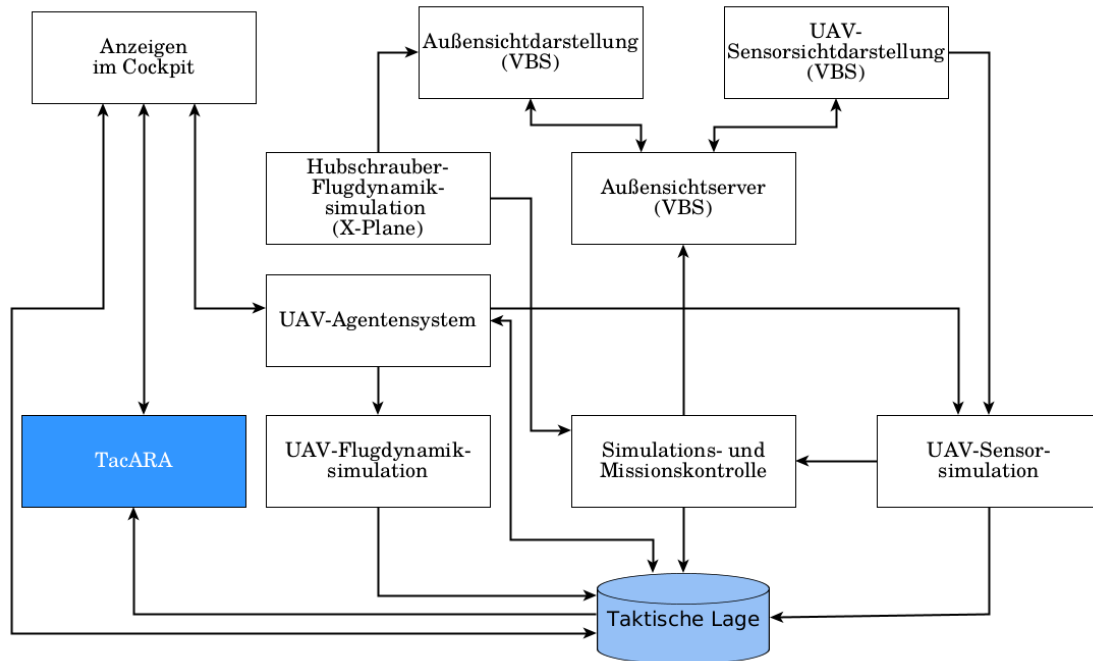 Anzeigen
im Cockpit
Außensichtdarstellung
(VBS)
UAV-
Sensorsichtdarstellung
(VBS)
Hubschrauber-
Flugdynamik-
simulation
(X-Plane)
Außensichtserver
(VBS)
UAV-Agentensystem
TacARA
UAV-Flugdynamik-
simulation
Simulations- und
Missionskontrolle
UAV-Sensor-
simulation
Taktische Lage